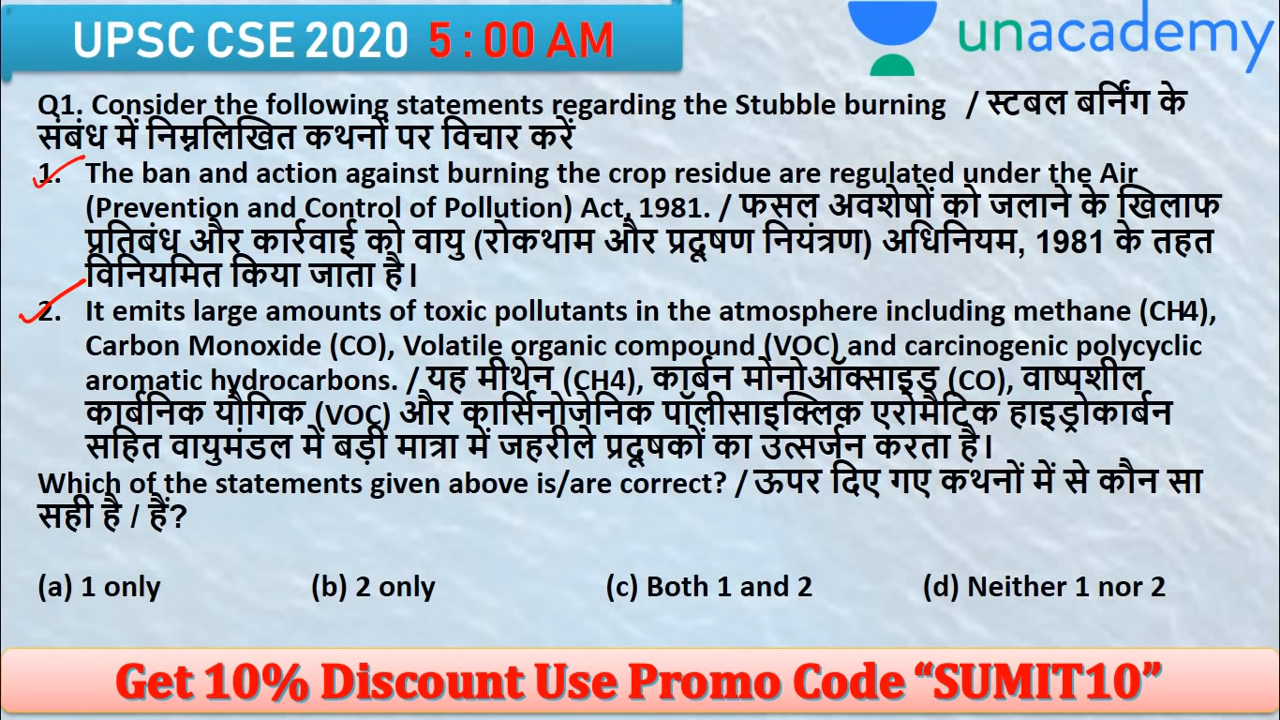 UPSC CSE 2020 5 : 00 AM
unacademy
Q1. Consider the following statements regarding the Stubble burning / स्टबल बर्निंग के
संबंध में निम्नलिखित कथनों पर विचार करें
1. The ban and action against burning the crop residue are regulated under the Air
(Prevention and Control of Pollution) Act, 1981. / फसल अवशेषों को जलाने के खिलाफ
प्रतिबंध और कार्रवाई को वायु (रोकथाम और प्रदूषण नियंत्रण) अधिनियम, 1981 के तहत
विनियमित किया जाता है।
2. It emits large amounts of toxic pollutants in the atmosphere including methane (CH4),
Carbon Monoxide (CO), Volatile organic compound (VOC) and carcinogenic polycyclic
aromatic hydrocarbons. / यह मीथेन (CH4), कार्बन मोनोऑक्साइड (CO), वाष्पशील
कार्बनिक यौगिक (VOC) और कार्सिनोजेनिक पॉलीसाइक्लिक एरोमैटिक हाइड्रोकार्बन
सहित वायुमंडल में बड़ी मात्रा में जहरीले प्रदूषकों का उत्सर्जन करता है।
Which of the statements given above is/are correct? / ऊपर दिए गए कथनों में से कौन सा
सही है / हैं?
(a) 1 only (b) 2 only (c) Both 1 and 2 (d) Neither 1 nor 2
Get 10% Discount Use Promo Code “SUMIT10”